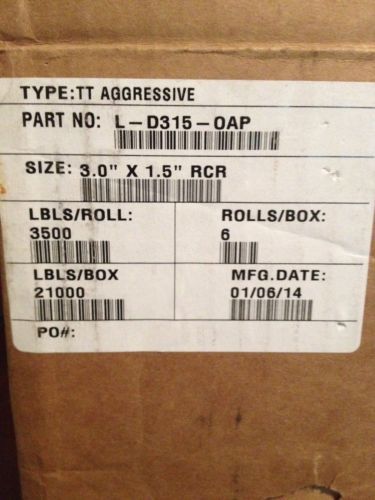 TYPE:TT AGGRESSIVE
PART NO: L-D315-0AP
SIZE: 3.0" X 1.5" RCR
LBLS/ROLL: ROLLS/BOX:
3500 6
LBLS/BOX MFG.DATE:
21000 01/06/14
PO#: